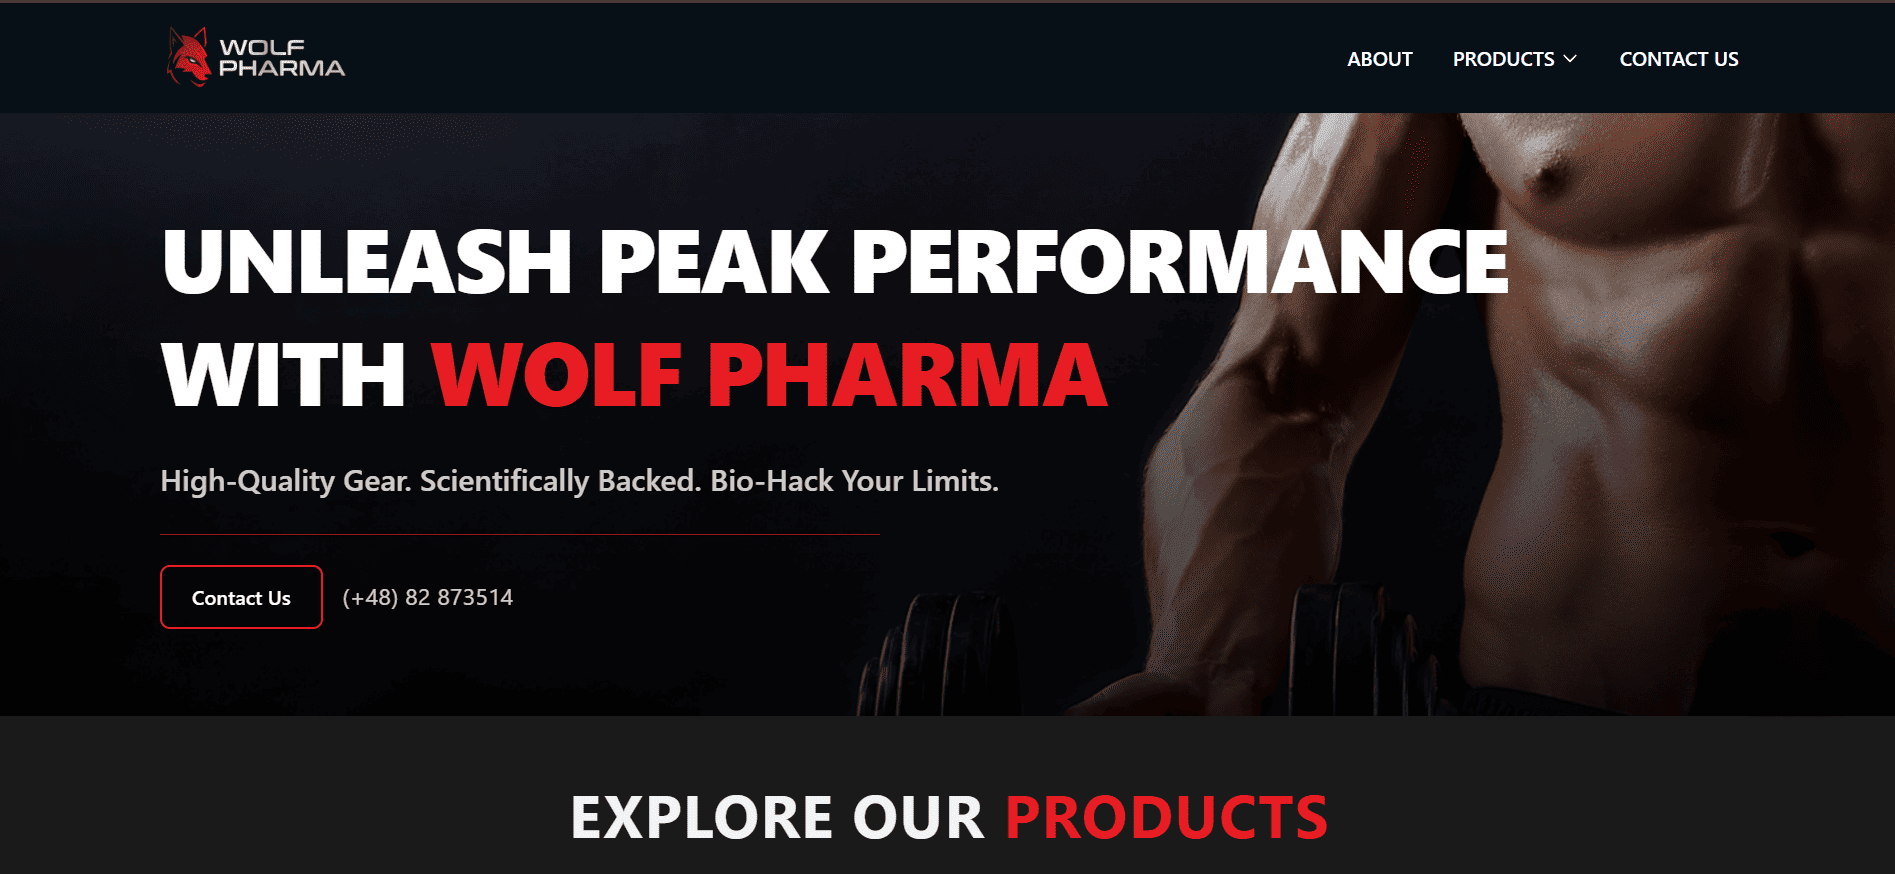 WOLF
PHARMA
ABOUT
PRODUCTS
CONTACT US
UNLEASH PEAK PERFORMANCE
WITH WOLF PHARMA
High-Quality Gear. Scientifically Backed. Bio-Hack Your Limits.
Contact Us
(+48) 82 873514
EXPLORE OUR PRODUCTS